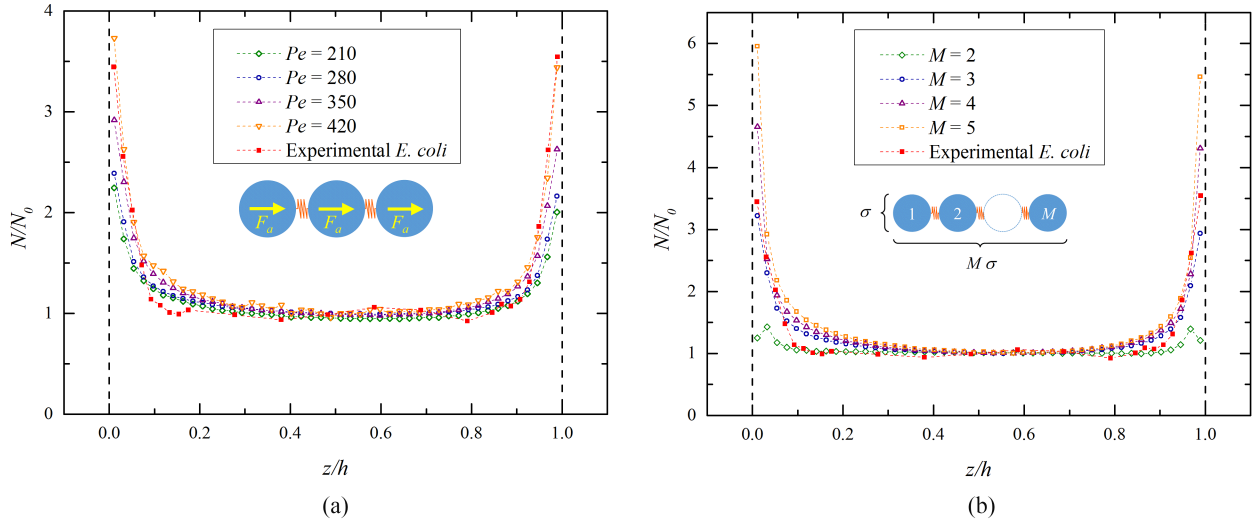 4
3
2
1
0
N/N₀
Pe = 210
Pe = 280
Pe = 350
Pe = 420
Experimental E. coli
Fₐ Fₐ Fₐ
0.0 0.2 0.4 0.6 0.8 1.0
z/h
(a)
6
5
4
3
2
1
0
N/N₀
M = 2
M = 3
M = 4
M = 5
Experimental E. coli
σ 1 2 M
M σ
0.0 0.2 0.4 0.6 0.8 1.0
z/h
(b)